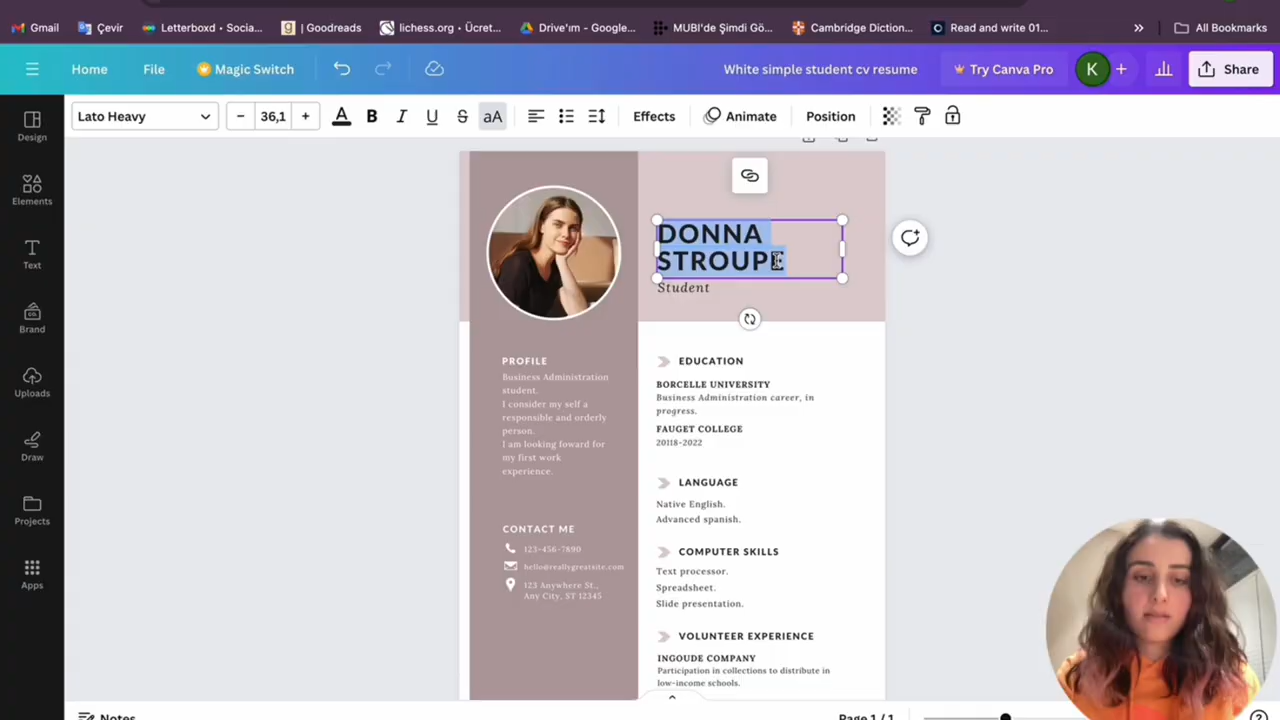 Gmail
Çevir
Letterboxd • Socia...
| Goodreads
lichess.org • Ücret...
Drive'ım - Google...
MUBI'de Şimdi Gö...
Cambridge Diction...
Read and write 01...
»
All Bookmarks
Home
File
Magic Switch
White simple student cv resume
Try Canva Pro
K
+
Share
Lato Heavy
− 36,1 +
A
B
I
U
S
aA
Effects
Animate
Position
Design
Elements
Text
Brand
Uploads
Draw
Projects
Apps
DONNA
STROUPE
Student
PROFILE
Business Administration
student.
I consider my self a
responsible and orderly
person.
I am looking foward for
my first work
experience.
CONTACT ME
123-456-7890
hello@reallygreatsite.com
123 Anywhere St.,
Any City, ST 12345
EDUCATION
BORCELLE UNIVERSITY
Business Administration career, in
progress.
FAUGET COLLEGE
20118-2022
LANGUAGE
Native English.
Advanced spanish.
COMPUTER SKILLS
Text processor.
Spreadsheet.
Slide presentation.
VOLUNTEER EXPERIENCE
INGOUDE COMPANY
Participation in collections to distribute in
low-income schools.
Notes
Page 1 / 1